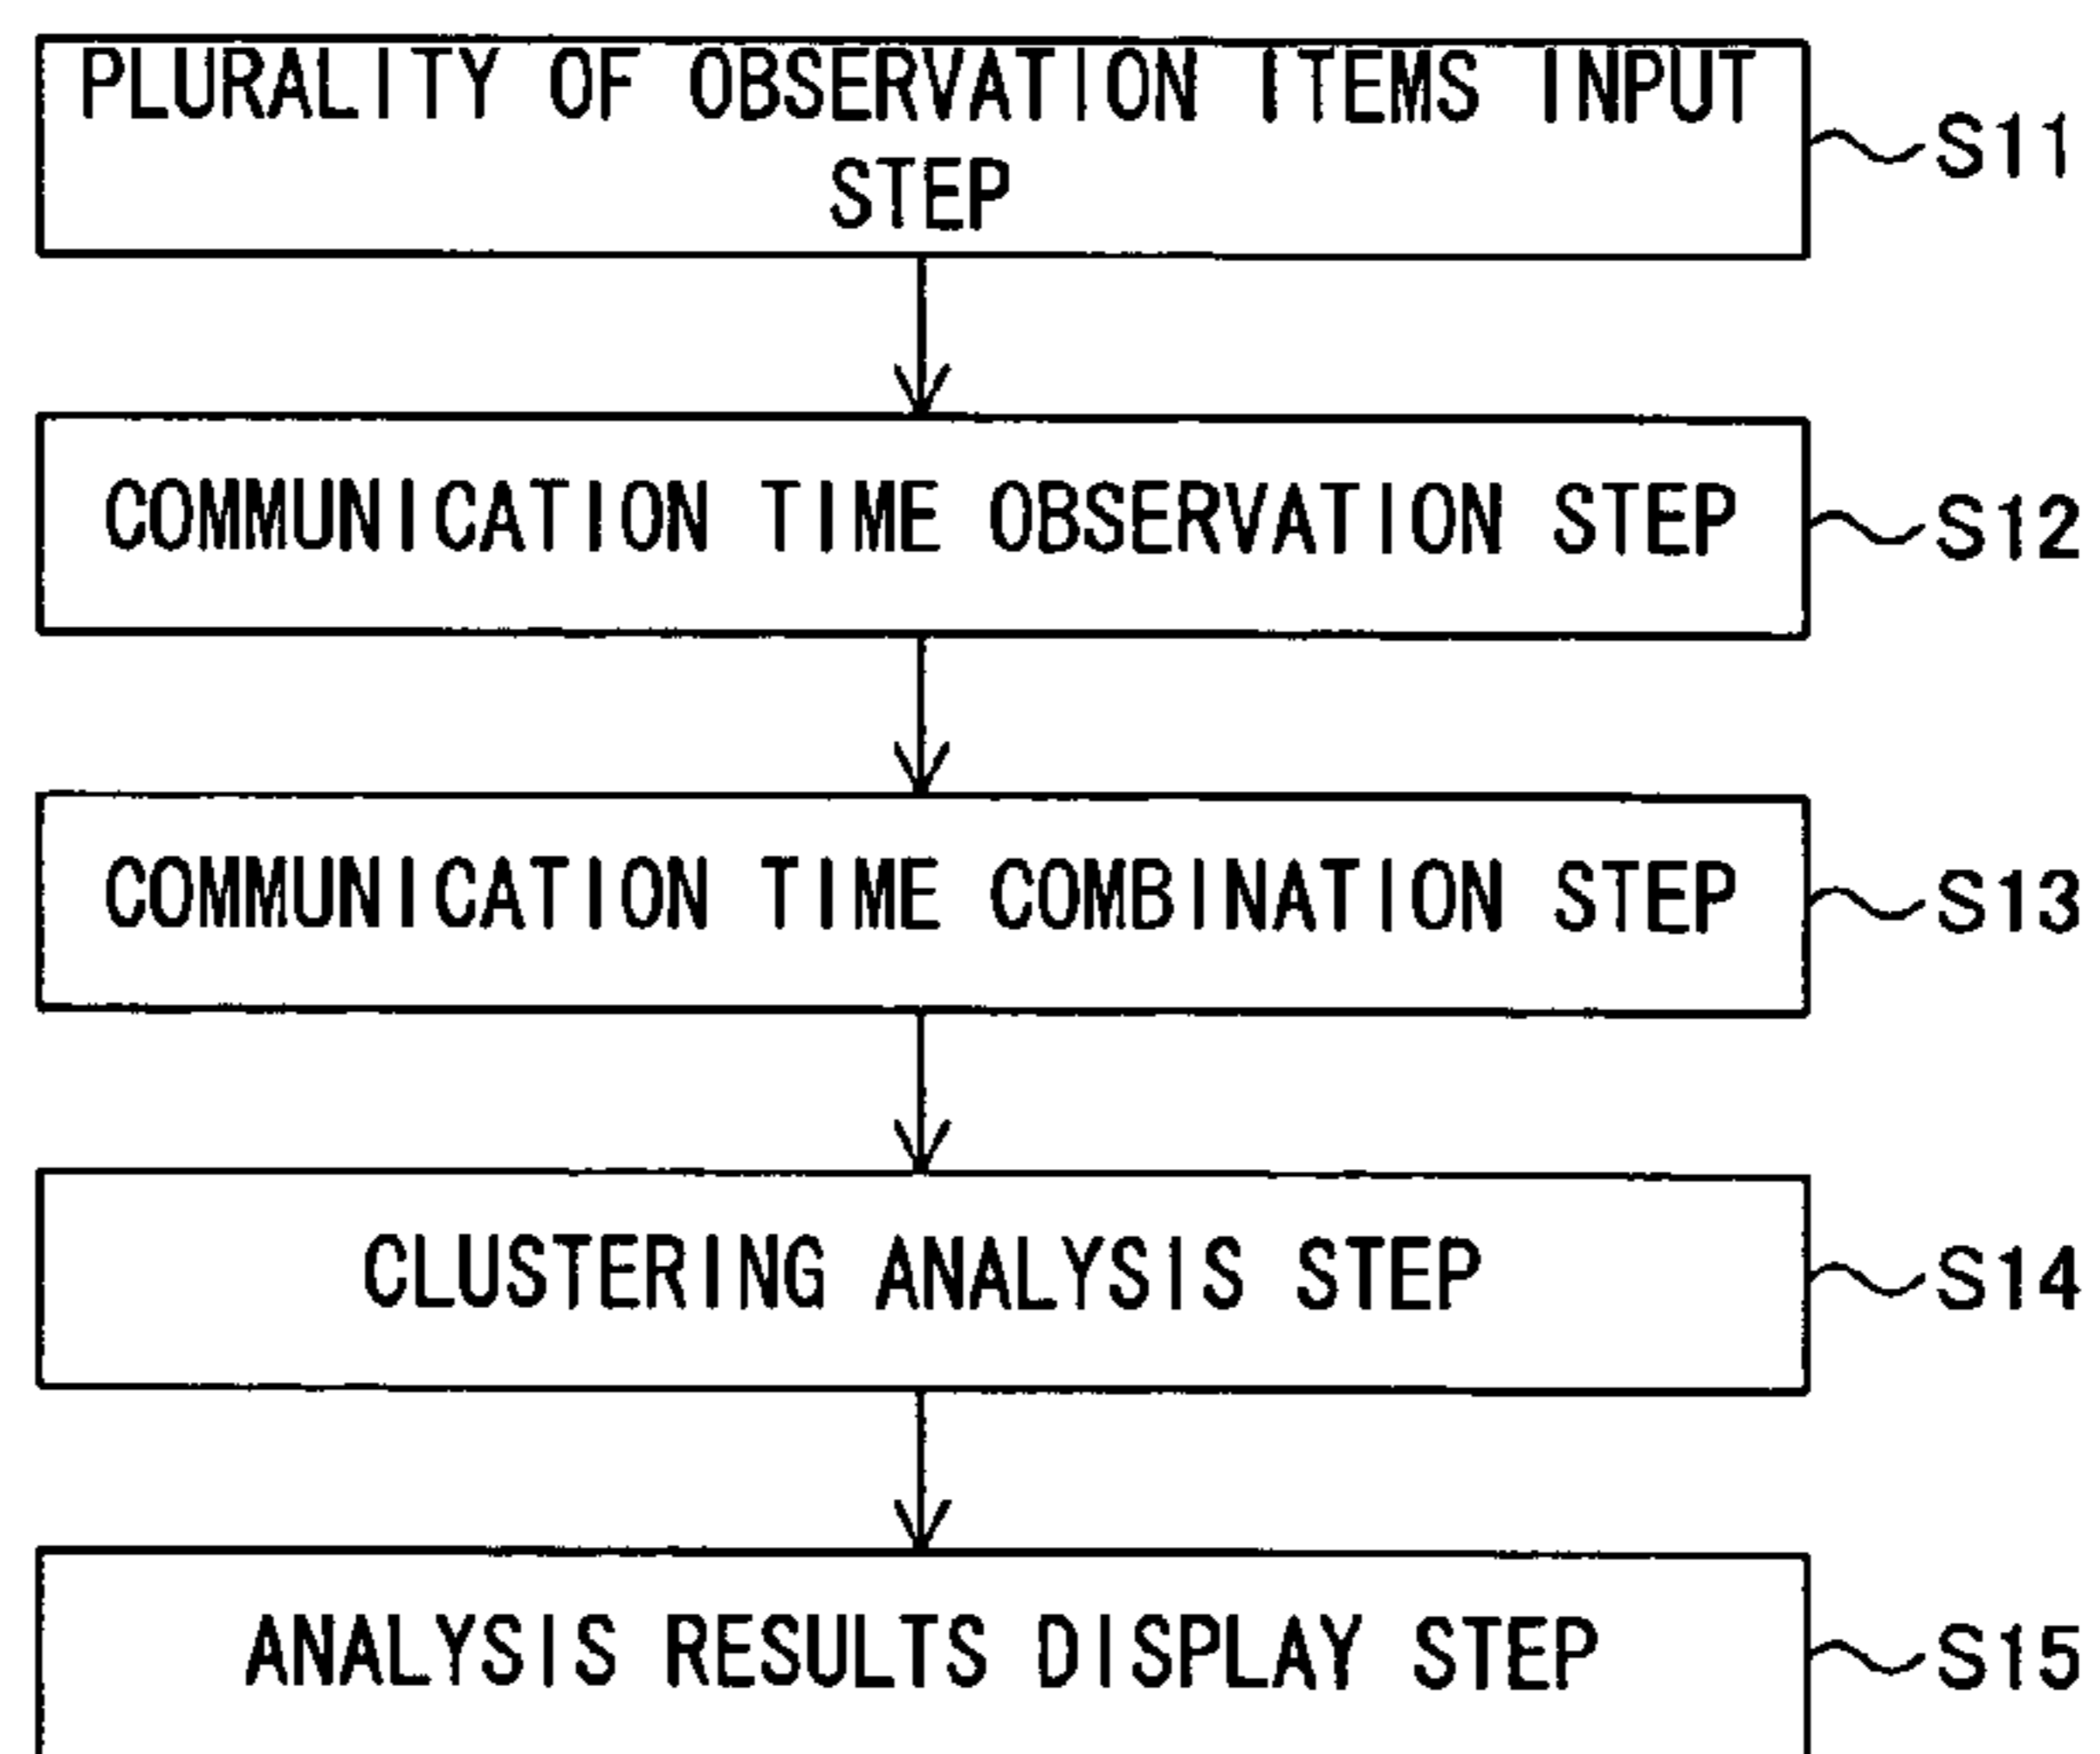 PLURALITY OF OBSERVATION ITEMS INPUT
STEP
S11
COMMUNICATION TIME OBSERVATION STEP
S12
COMMUNICATION TIME COMBINATION STEP
S13
CLUSTERING ANALYSIS STEP
S14
ANALYSIS RESULTS DISPLAY STEP
S15